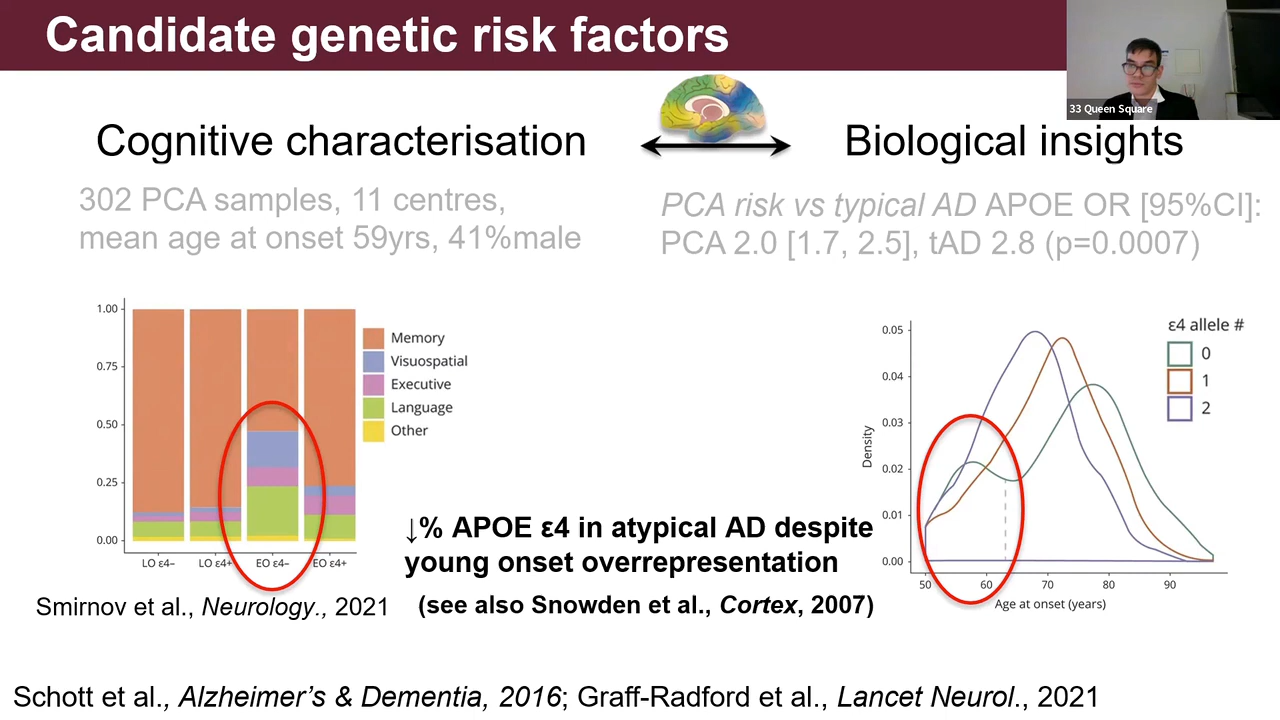 Candidate genetic risk factors
33 Queen Square
Cognitive characterisation
Biological insights
302 PCA samples, 11 centres,
mean age at onset 59yrs, 41%male
PCA risk vs typical AD APOE OR [95%CI]:
PCA 2.0 [1.7, 2.5], tAD 2.8 (p=0.0007)
1.00
0.75
0.50
0.25
0.00
LO ε4–
LO ε4+
EO ε4–
EO ε4+
Memory
Visuospatial
Executive
Language
Other
Smirnov et al., Neurology., 2021
↓% APOE ε4 in atypical AD despite
young onset overrepresentation
(see also Snowden et al., Cortex, 2007)
ε4 allele #
0
1
2
Density
0.05
0.04
0.03
0.02
0.01
0.00
50
60
70
80
90
Age at onset (years)
Schott et al., Alzheimer's & Dementia, 2016; Graff-Radford et al., Lancet Neurol., 2021